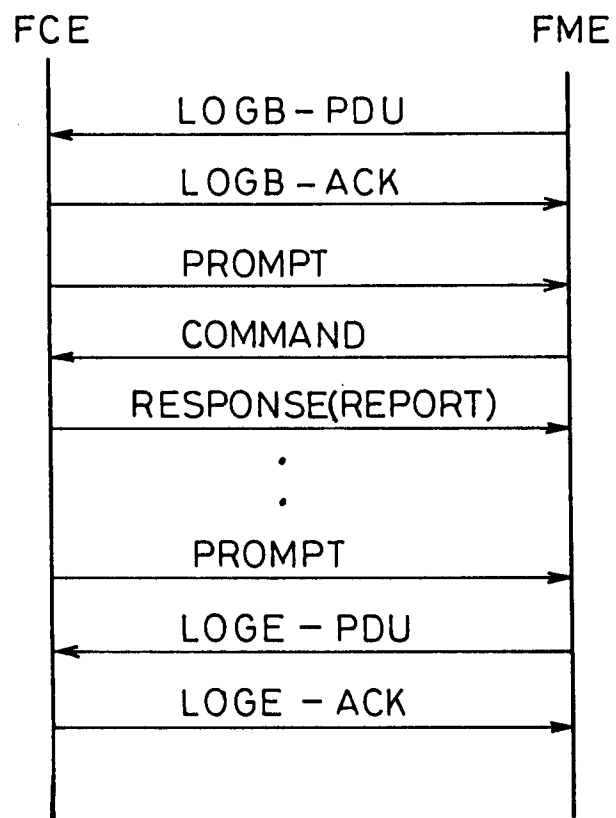 FCE FME
LOGB-PDU
LOGB-ACK
PROMPT
COMMAND
RESPONSE(REPORT)
PROMPT
LOGE-PDU
LOGE-ACK